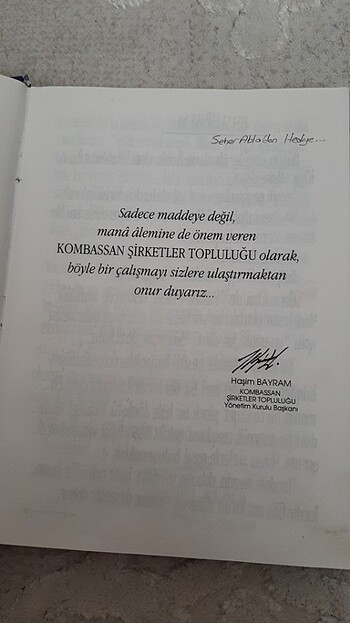 Seher Abla'dan Hediye...
Sadece maddeye değil,
manâ âlemine de önem veren
KOMBASSAN ŞİRKETLER TOPLULUĞU olarak,
böyle bir çalışmayı sizlere ulaştırmaktan
onur duyarız...
Haşim BAYRAM
KOMBASSAN
ŞİRKETLER TOPLULUĞU
Yönetim Kurulu Başkanı